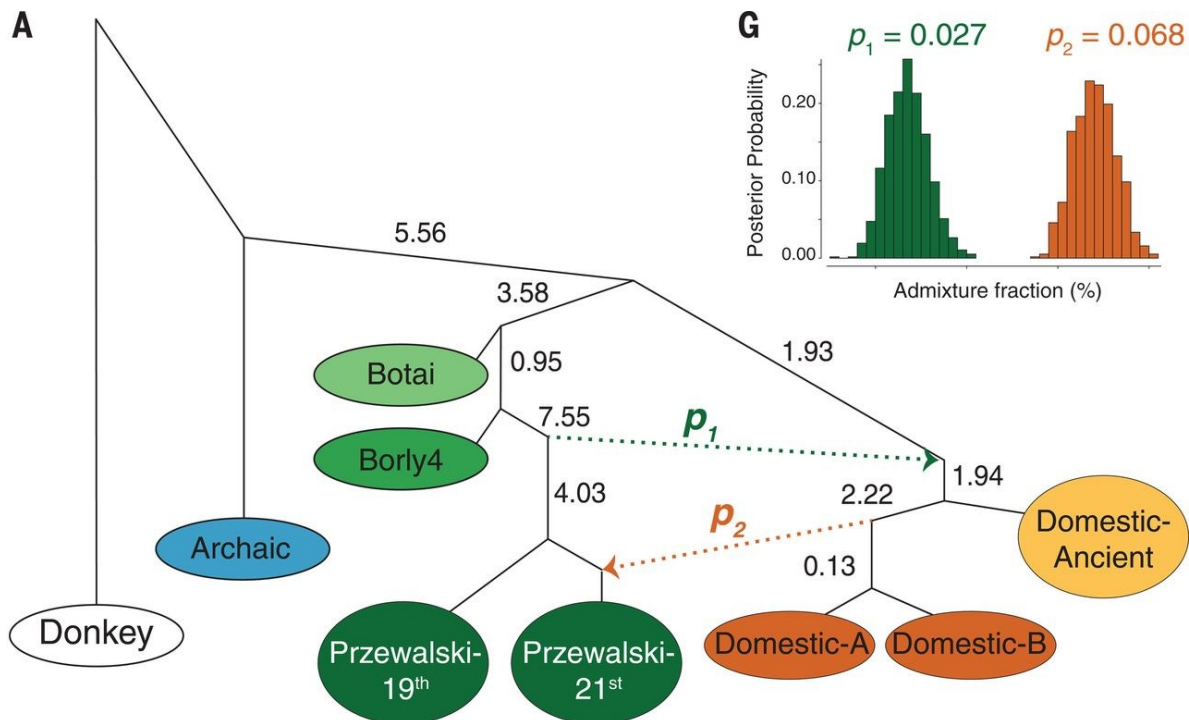 A
G
p1 = 0.027
p2 = 0.068
Posterior Probability
0.20
0.10
0.00
Admixture fraction (%)
5.56
3.58
Botai
0.95
1.93
7.55
p1
Borly4
4.03
2.22
1.94
p2
Domestic-
Ancient
Archaic
0.13
Donkey
Przewalski-
19th
Przewalski-
21st
Domestic-A
Domestic-B